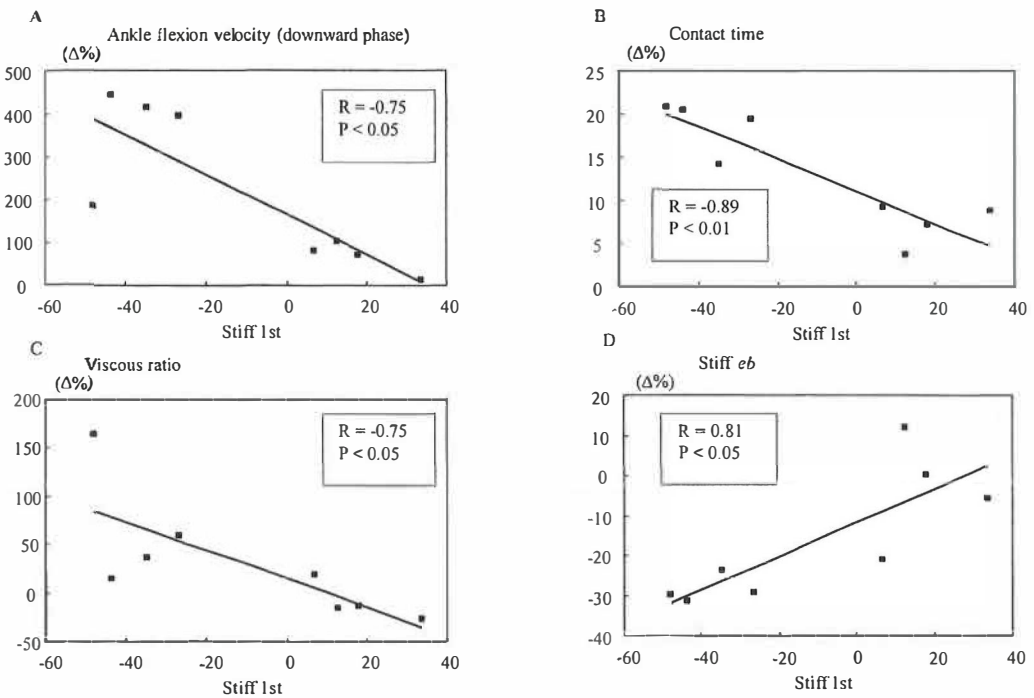 A
Ankle flexion velocity (downward phase)
(Δ%)
500
400
300
200
100
0
-60 -40 -20 0 20 40
Stiff 1st
R = -0.75
P < 0.05
B
Contact time
(Δ%)
25
20
15
10
5
0
-60 -40 -20 0 20 40
Stiff 1st
R = -0.89
P < 0.01
C
Viscous ratio
(Δ%)
200
150
100
50
0
-50
-60 -40 -20 0 20 40
Stiff 1st
R = -0.75
P < 0.05
D
Stiff eb
(Δ%)
20
10
0
-10
-20
-30
-40
-60 -40 -20 0 20 40
Stiff 1st
R = 0.81
P < 0.05